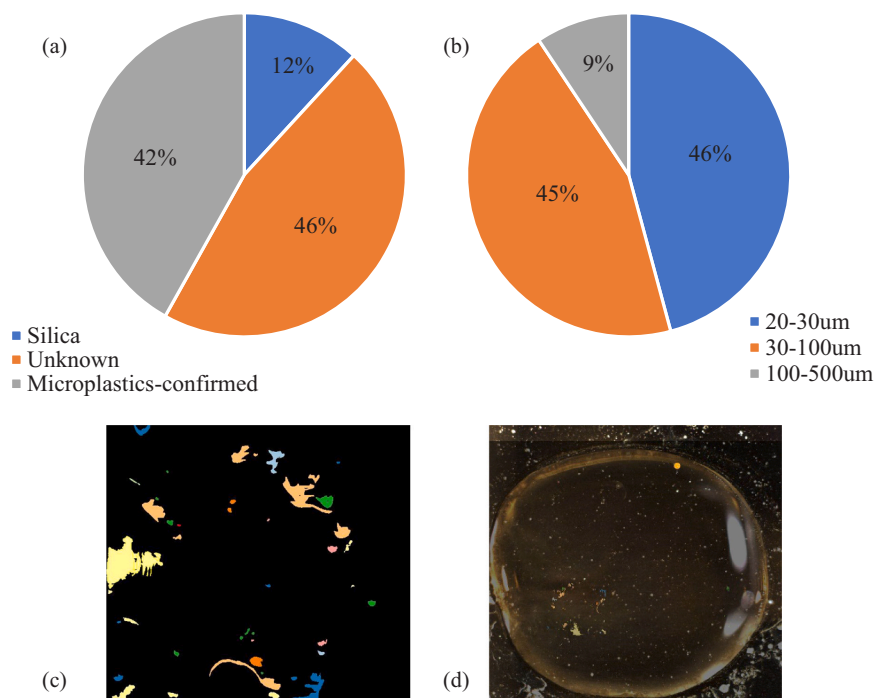 (a)
12%
42%
46%
Silica
Unknown
Microplastics-confirmed
(b)
9%
46%
45%
20-30um
30-100um
100-500um
(c)
(d)